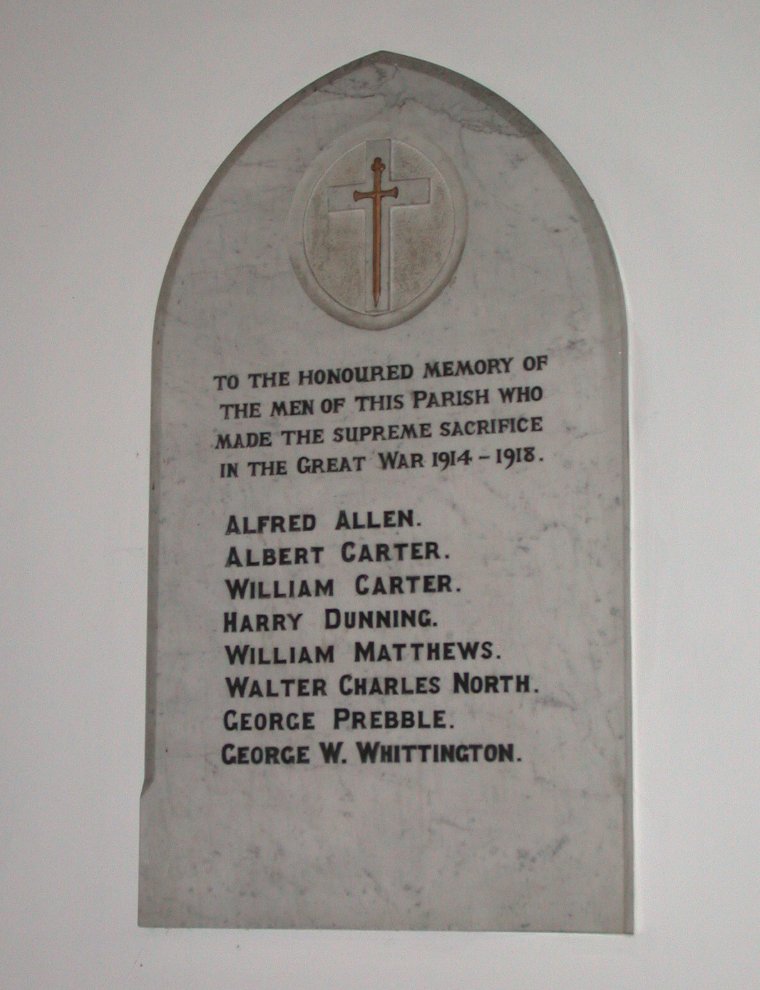 TO THE HONOURED MEMORY OF
THE MEN OF THIS PARISH WHO
MADE THE SUPREME SACRIFICE
IN THE GREAT WAR 1914 – 1918.
ALFRED ALLEN.
ALBERT CARTER.
WILLIAM CARTER.
HARRY DUNNING.
WILLIAM MATTHEWS.
WALTER CHARLES NORTH.
GEORGE PREBBLE.
GEORGE W. WHITTINGTON.